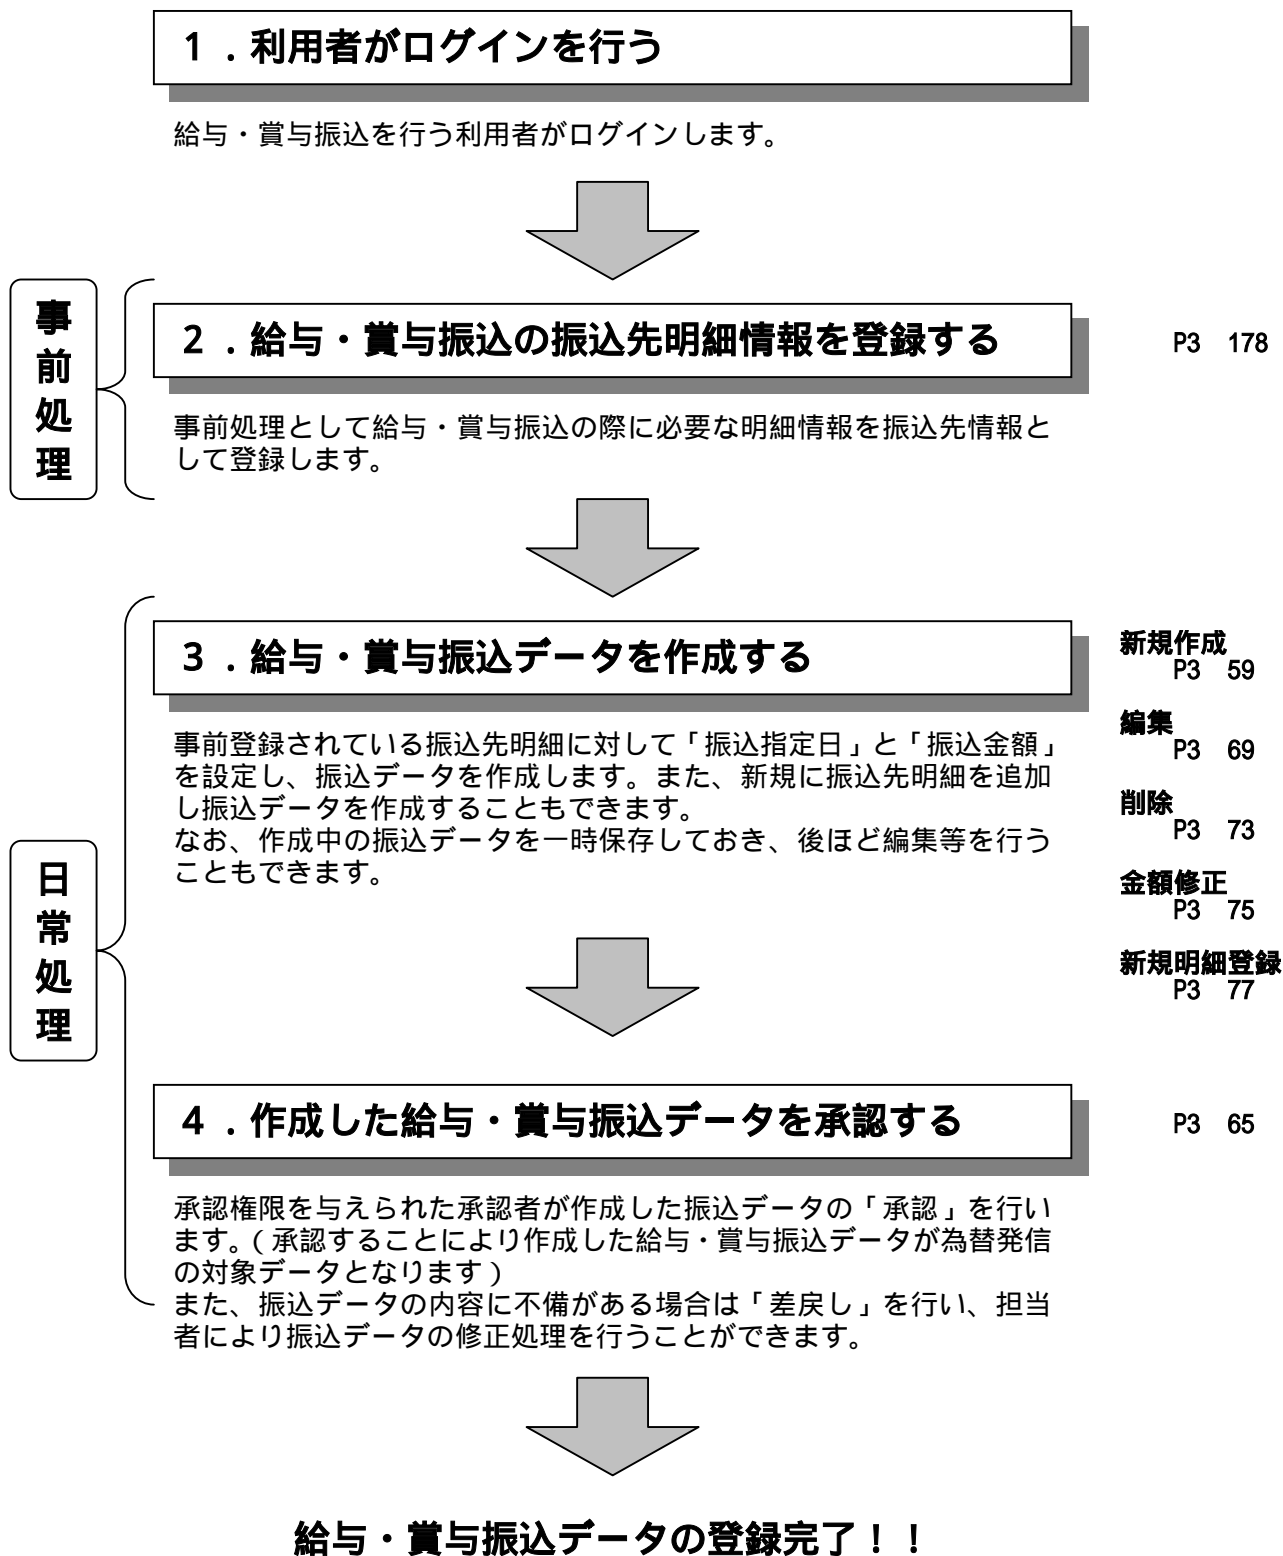 １．利用者がログインを行う
給与・賞与振込を行う利用者がログインします。
事前処理
２．給与・賞与振込の振込先明細情報を登録する
P3 178
事前処理として給与・賞与振込の際に必要な明細情報を振込先情報と
して登録します。
日常処理
３．給与・賞与振込データを作成する
事前登録されている振込先明細に対して「振込指定日」と「振込金額」
を設定し、振込データを作成します。また、新規に振込先明細を追加
し振込データを作成することもできます。
なお、作成中の振込データを一時保存しておき、後ほど編集等を行う
こともできます。
新規作成
P3 59
編集
P3 69
削除
P3 73
金額修正
P3 75
新規明細登録
P3 77
４．作成した給与・賞与振込データを承認する
P3 65
承認権限を与えられた承認者が作成した振込データの「承認」を行い
ます。（承認することにより作成した給与・賞与振込データが為替発信
の対象データとなります）
また、振込データの内容に不備がある場合は「差戻し」を行い、担当
者により振込データの修正処理を行うことができます。
給与・賞与振込データの登録完了！！